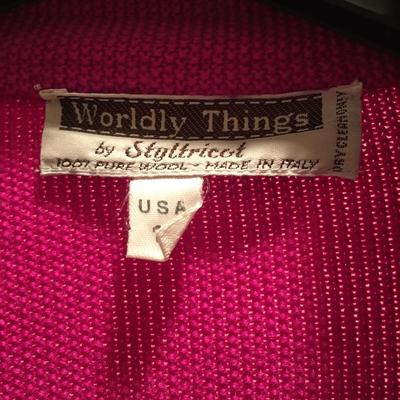 Worldly Things
by Styltricot
100% PURE WOOL - MADE IN ITALY
DRY CLEAN ONLY
USA